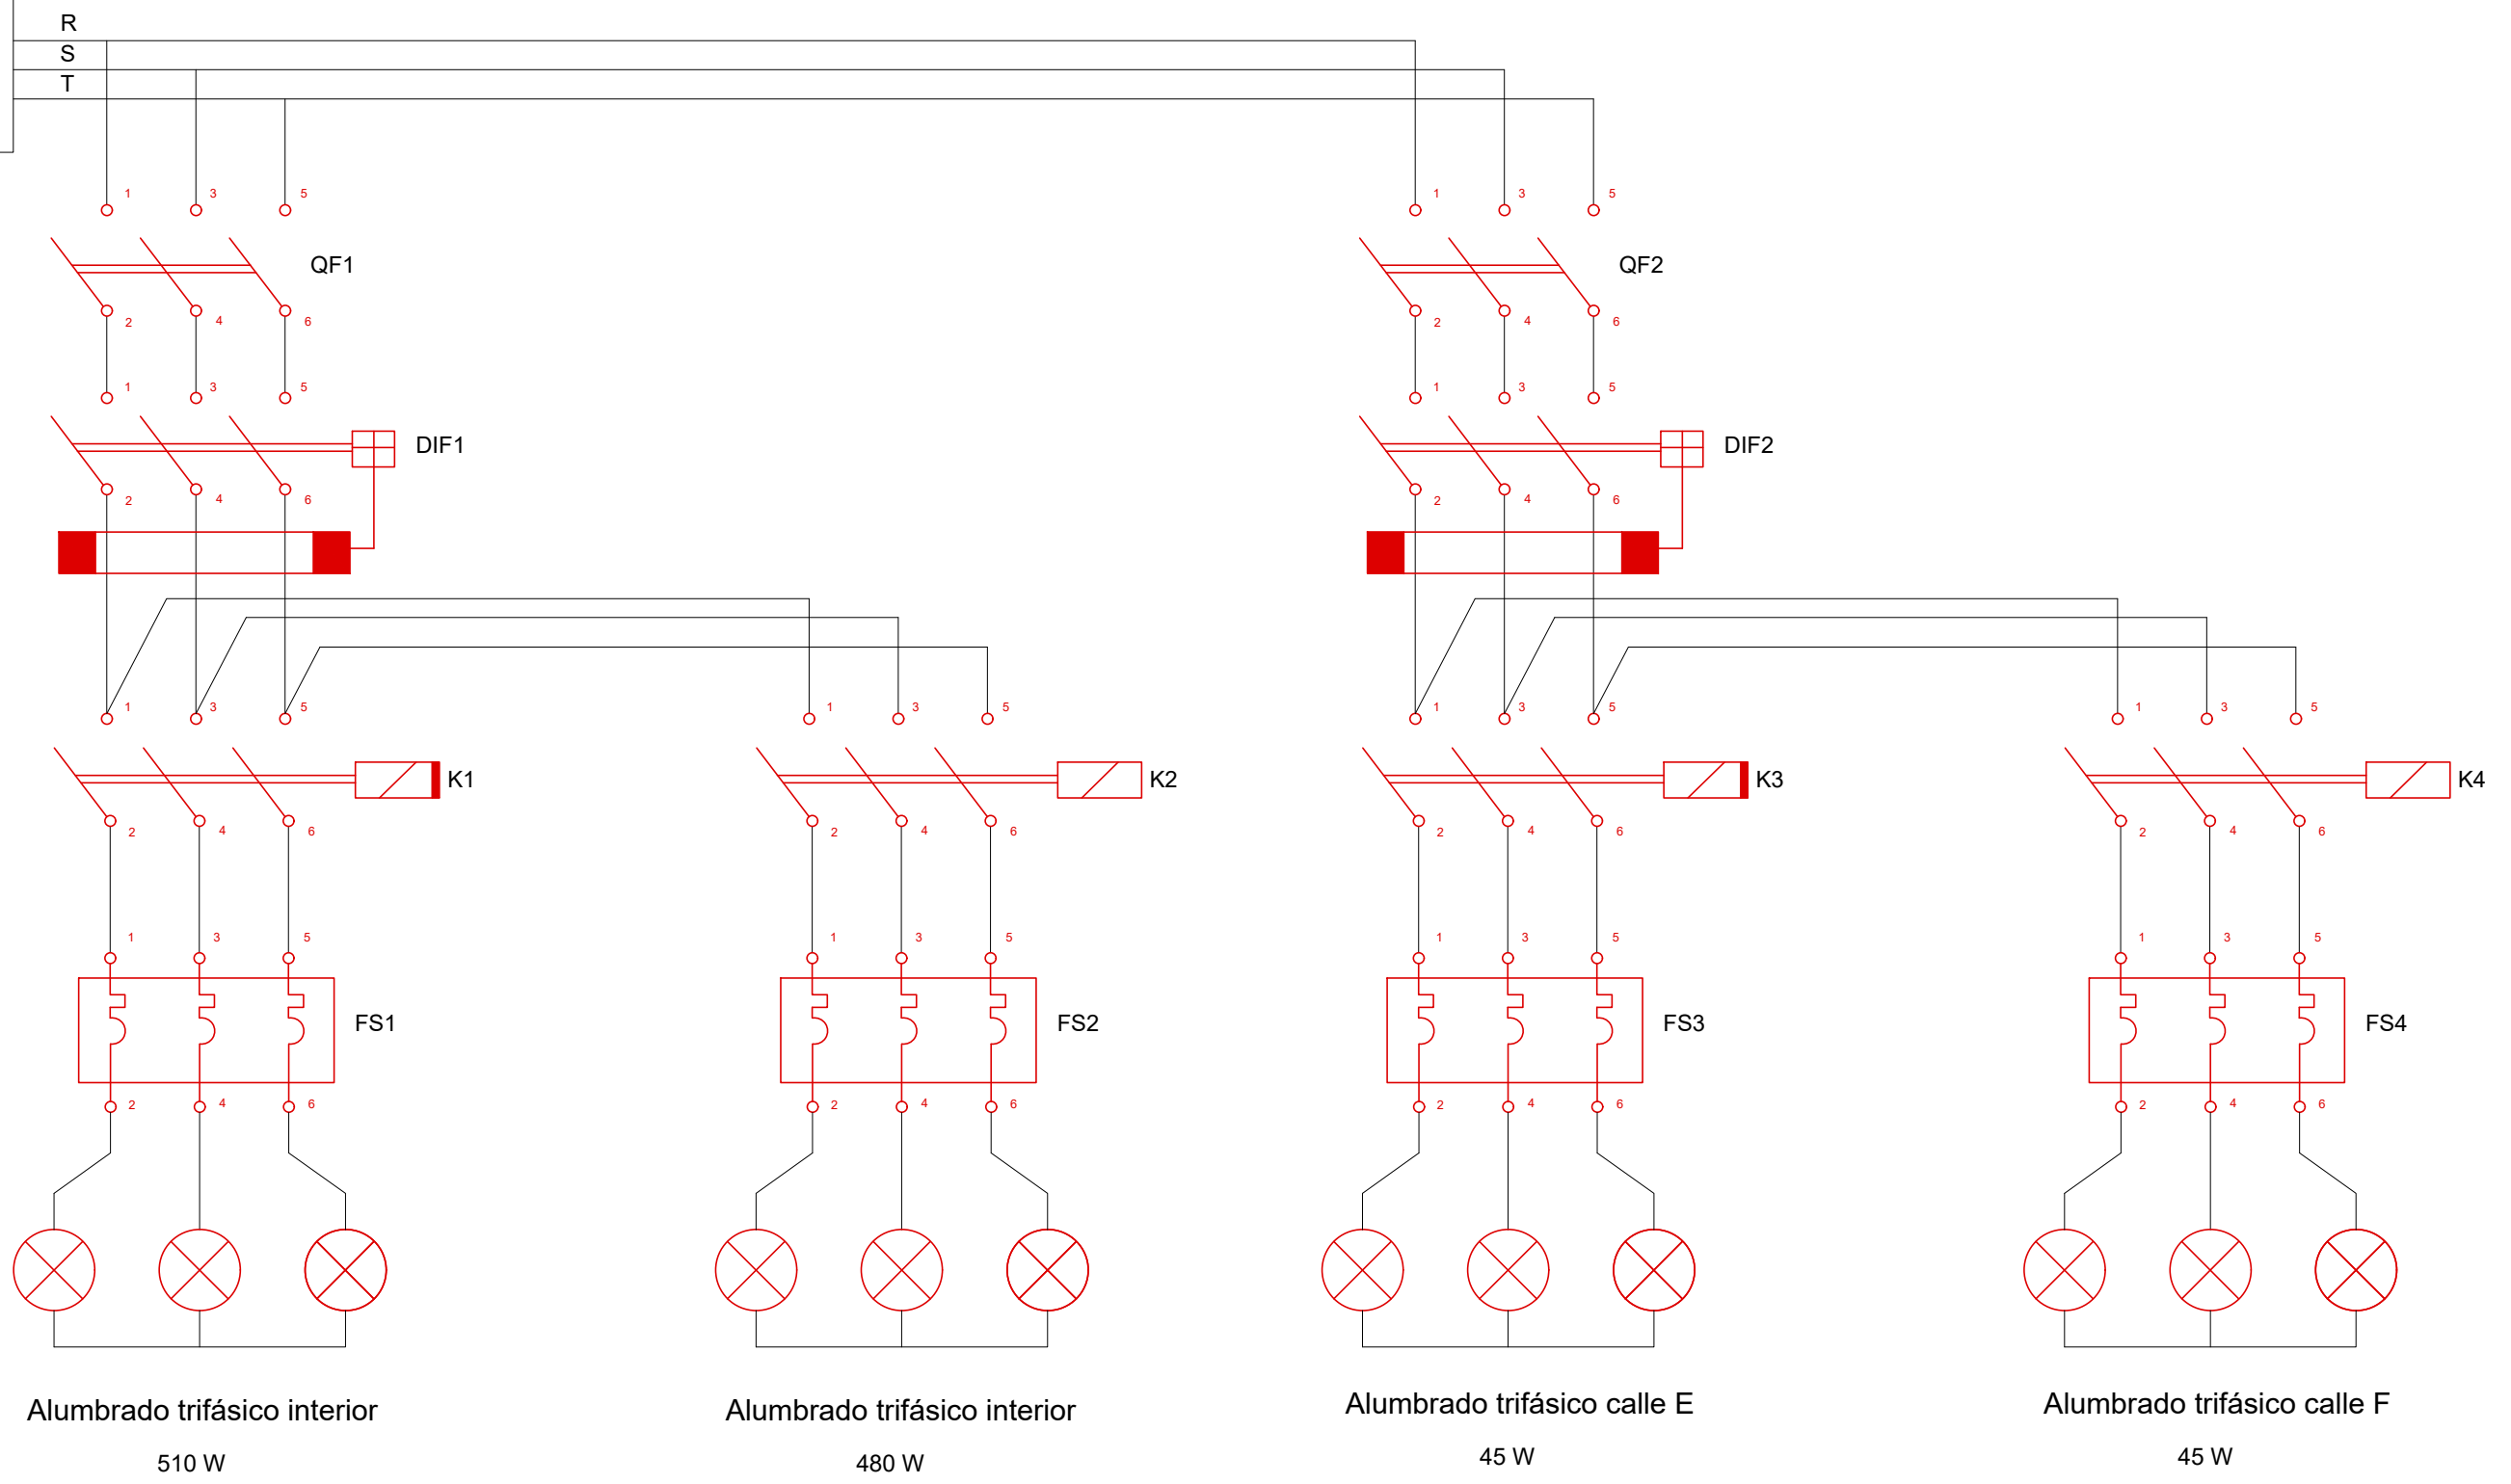 R
S
T
1 3 5 1 3 5
QF1 QF2
2 4 6 2 4 6
1 3 5 1 3 5
DIF1 DIF2
2 4 6 2 4 6
1 3 5 1 3 5 1 3 5 1 3 5
K1 K2 K3 K4
2 4 6 2 4 6 2 4 6 2 4 6
1 3 5 1 3 5 1 3 5 1 3 5
FS1 FS2 FS3 FS4
2 4 6 2 4 6 2 4 6 2 4 6
Alumbrado trifásico interior Alumbrado trifásico interior Alumbrado trifásico calle E Alumbrado trifásico calle F
510 W 480 W 45 W 45 W